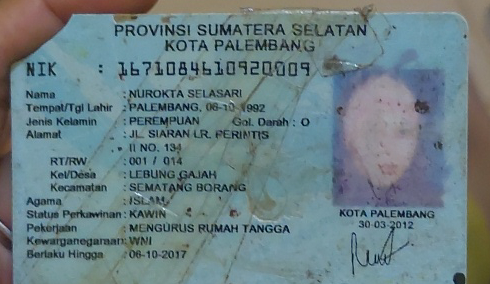 PROVINSI SUMATERA SELATAN
KOTA PALEMBANG
NIK : 1671084610920009
Nama : NUROKTA SELASARI
Tempat/Tgl Lahir : PALEMBANG, 06-10-1992
Jenis Kelamin : PEREMPUAN Gol. Darah : O
Alamat : JL. SIARAN LR. PERINTIS
II NO. 134
RT/RW : 001 / 014
Kel/Desa : LEBUNG GAJAH
Kecamatan : SEMATANG BORANG
Agama : ISLAM
Status Perkawinan : KAWIN
Pekerjaan : MENGURUS RUMAH TANGGA
Kewarganegaraan : WNI
Berlaku Hingga : 06-10-2017
KOTA PALEMBANG
30-03-2012